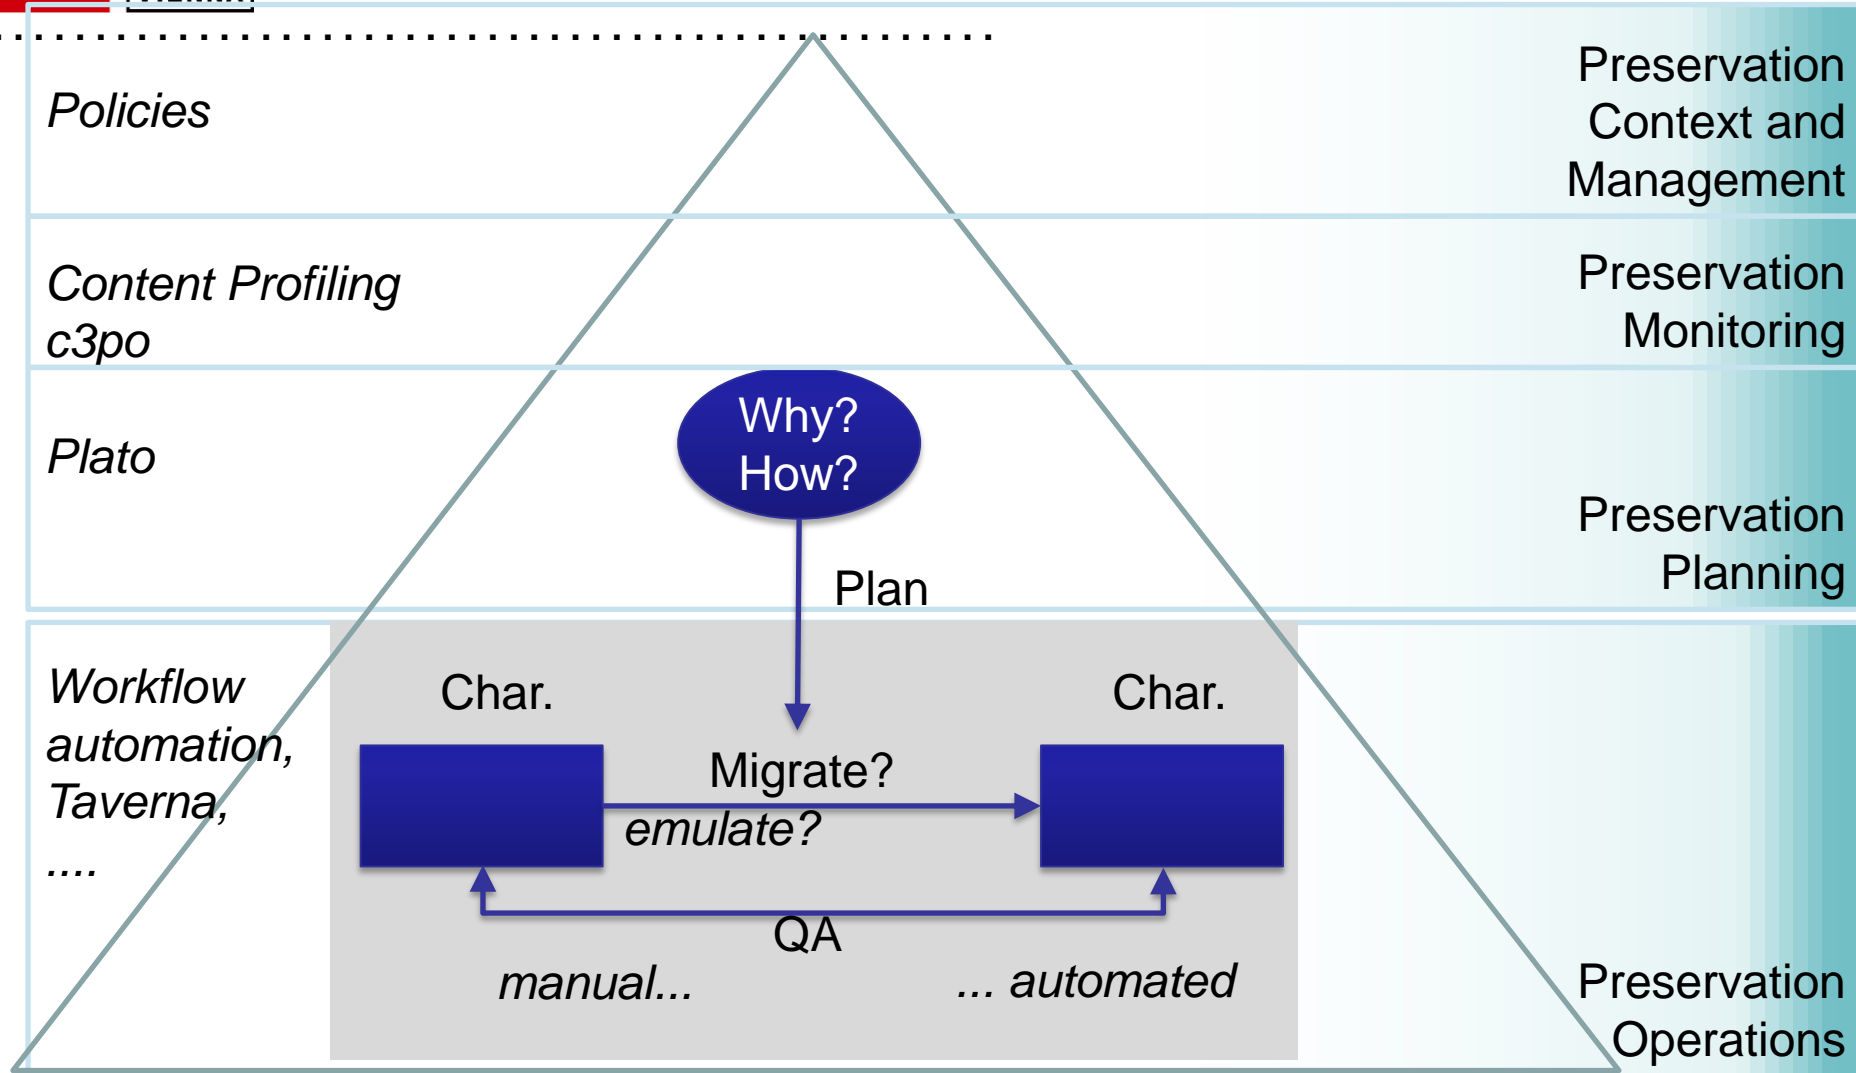 Policies
Preservation
Context and
Management
Content Profiling
c3po
Preservation
Monitoring
Plato
Why?
How?
Plan
Preservation
Planning
Workflow
automation,
Taverna,
....
Char.
Char.
Migrate?
emulate?
QA
manual...
... automated
Preservation
Operations